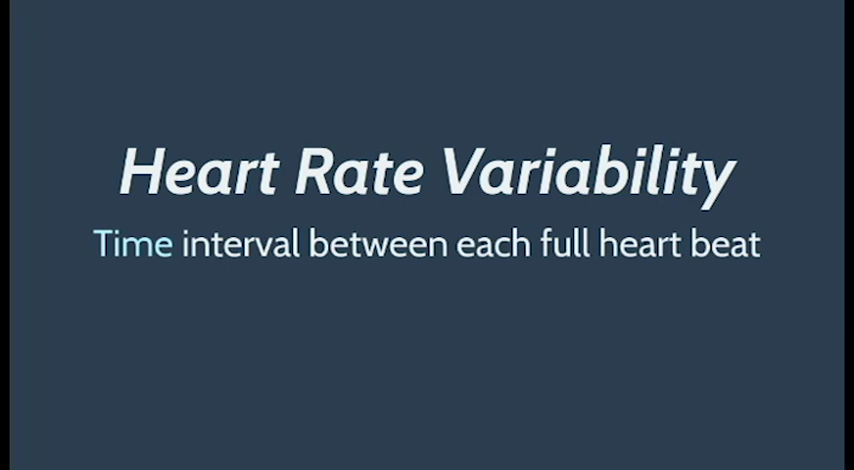 Heart Rate Variability
Time interval between each full heart beat